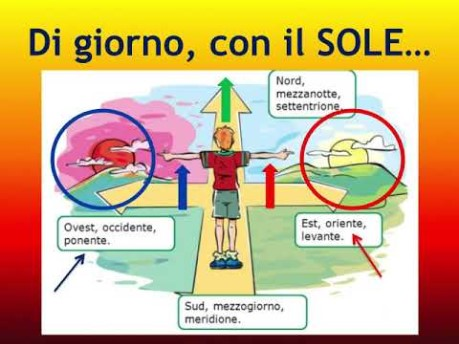 Di giorno, con il SOLE…
Nord,
mezzanotte,
settentrione.
Ovest, occidente,
ponente.
Est, oriente,
levante.
Sud, mezzogiorno,
meridione.